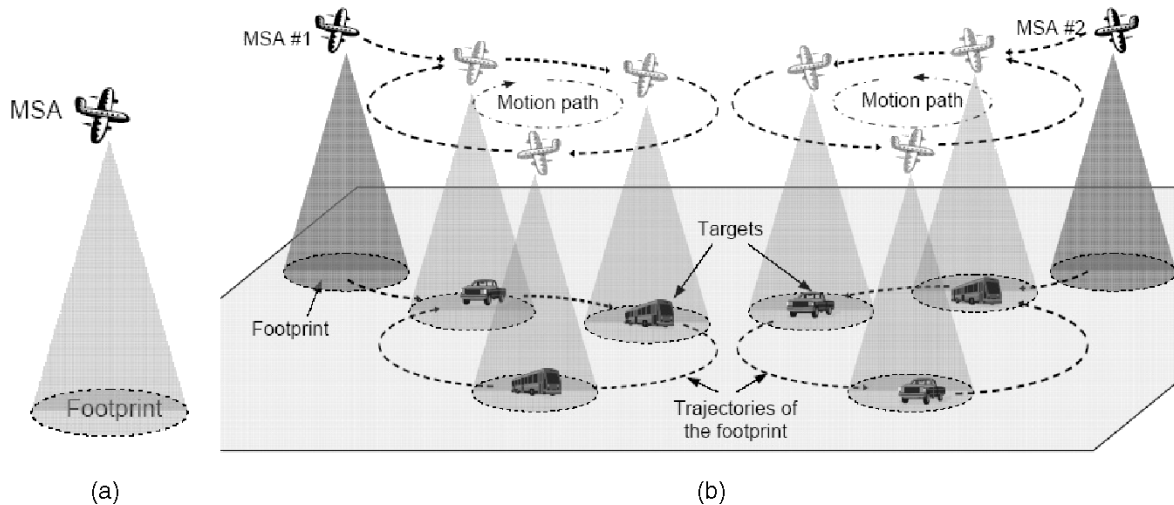 MSA
Footprint
(a)
MSA #1
MSA #2
Motion path
Motion path
Targets
Footprint
Trajectories of
the footprint
(b)